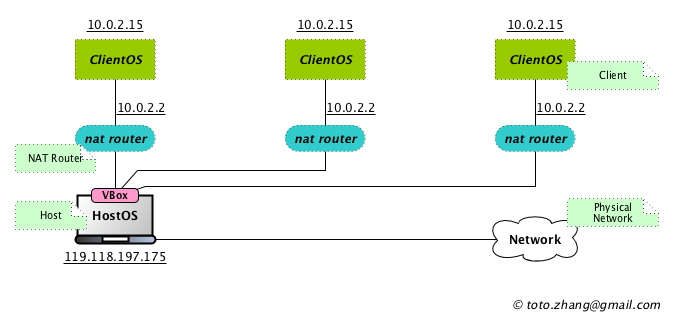 10.0.2.15 10.0.2.15 10.0.2.15
ClientOS ClientOS ClientOS
Client
10.0.2.2 10.0.2.2 10.0.2.2
nat router nat router nat router
NAT Router
VBox
Host HostOS
Physical
Network
Network
119.118.197.175
© toto.zhang@gmail.com